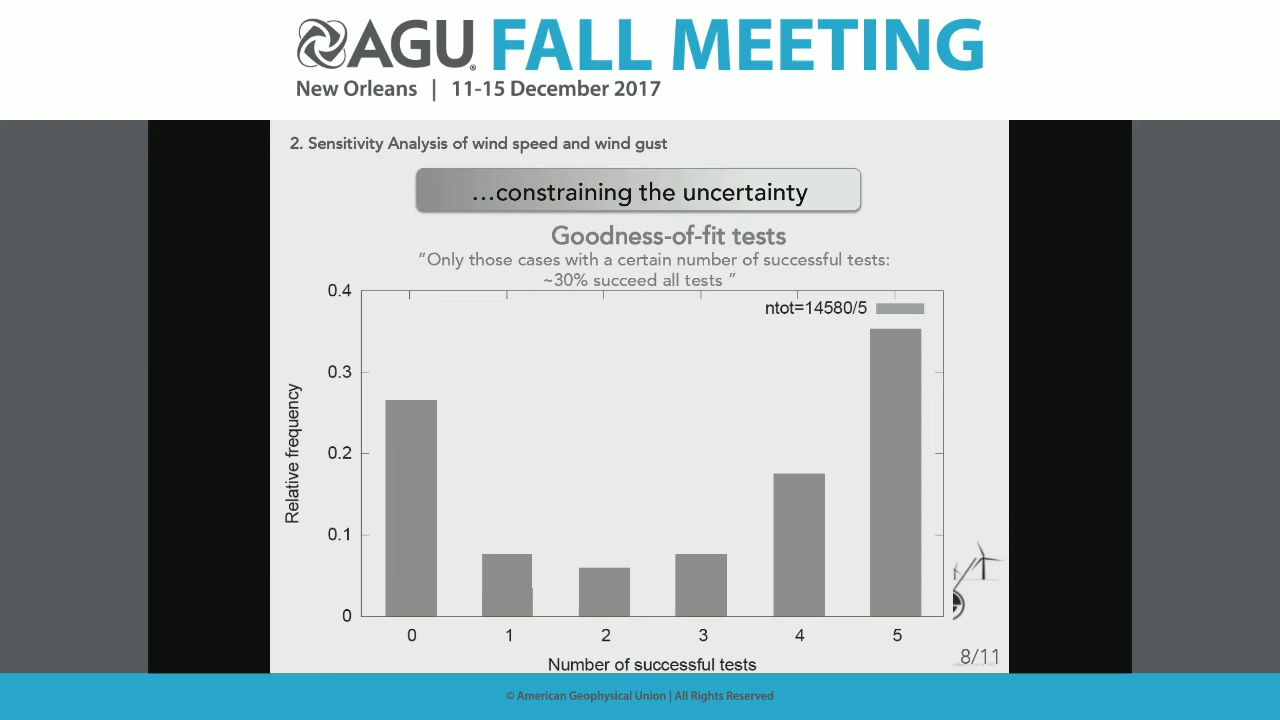 AGU FALL MEETING
New Orleans | 11-15 December 2017
2. Sensitivity Analysis of wind speed and wind gust
...constraining the uncertainty
Goodness-of-fit tests
"Only those cases with a certain number of successful tests:
~30% succeed all tests "
ntot=14580/5
0.4
0.3
0.2
0.1
0
Relative frequency
0 1 2 3 4 5
Number of successful tests
8/11
© American Geophysical Union | All Rights Reserved